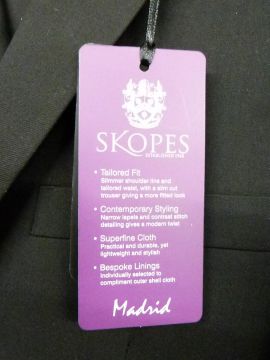 SKOPES
ESTABLISHED 1948
• Tailored Fit
Slimmer shoulder line and
tailored waist, with a slim cut
trouser giving a more fitted look
• Contemporary Styling
Narrow lapels and contrast stitch
detailing gives a modern twist
• Superfine Cloth
Practical and durable, yet
lightweight and stylish
• Bespoke Linings
Individually selected to
compliment outer shell cloth
Madrid